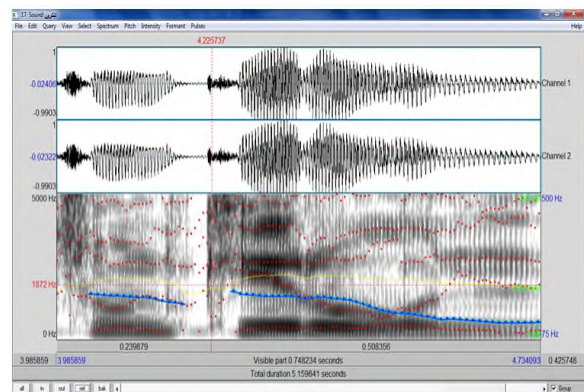 17. Sound تمارين
File Edit Query View Select Spectrum Pitch Intensity Formant Pulses Help
4.225737
1
-0.02406
-0.9903
Channel 1
1
-0.02322
-0.9903
Channel 2
5000 Hz
500 Hz
1872 Hz
0 Hz
75 Hz
0.239879 0.508356
3.985859 3.985859 Visible part 0.748234 seconds 4.734093 0.425748
Total duration 5.159841 seconds
all in out sel bak Group